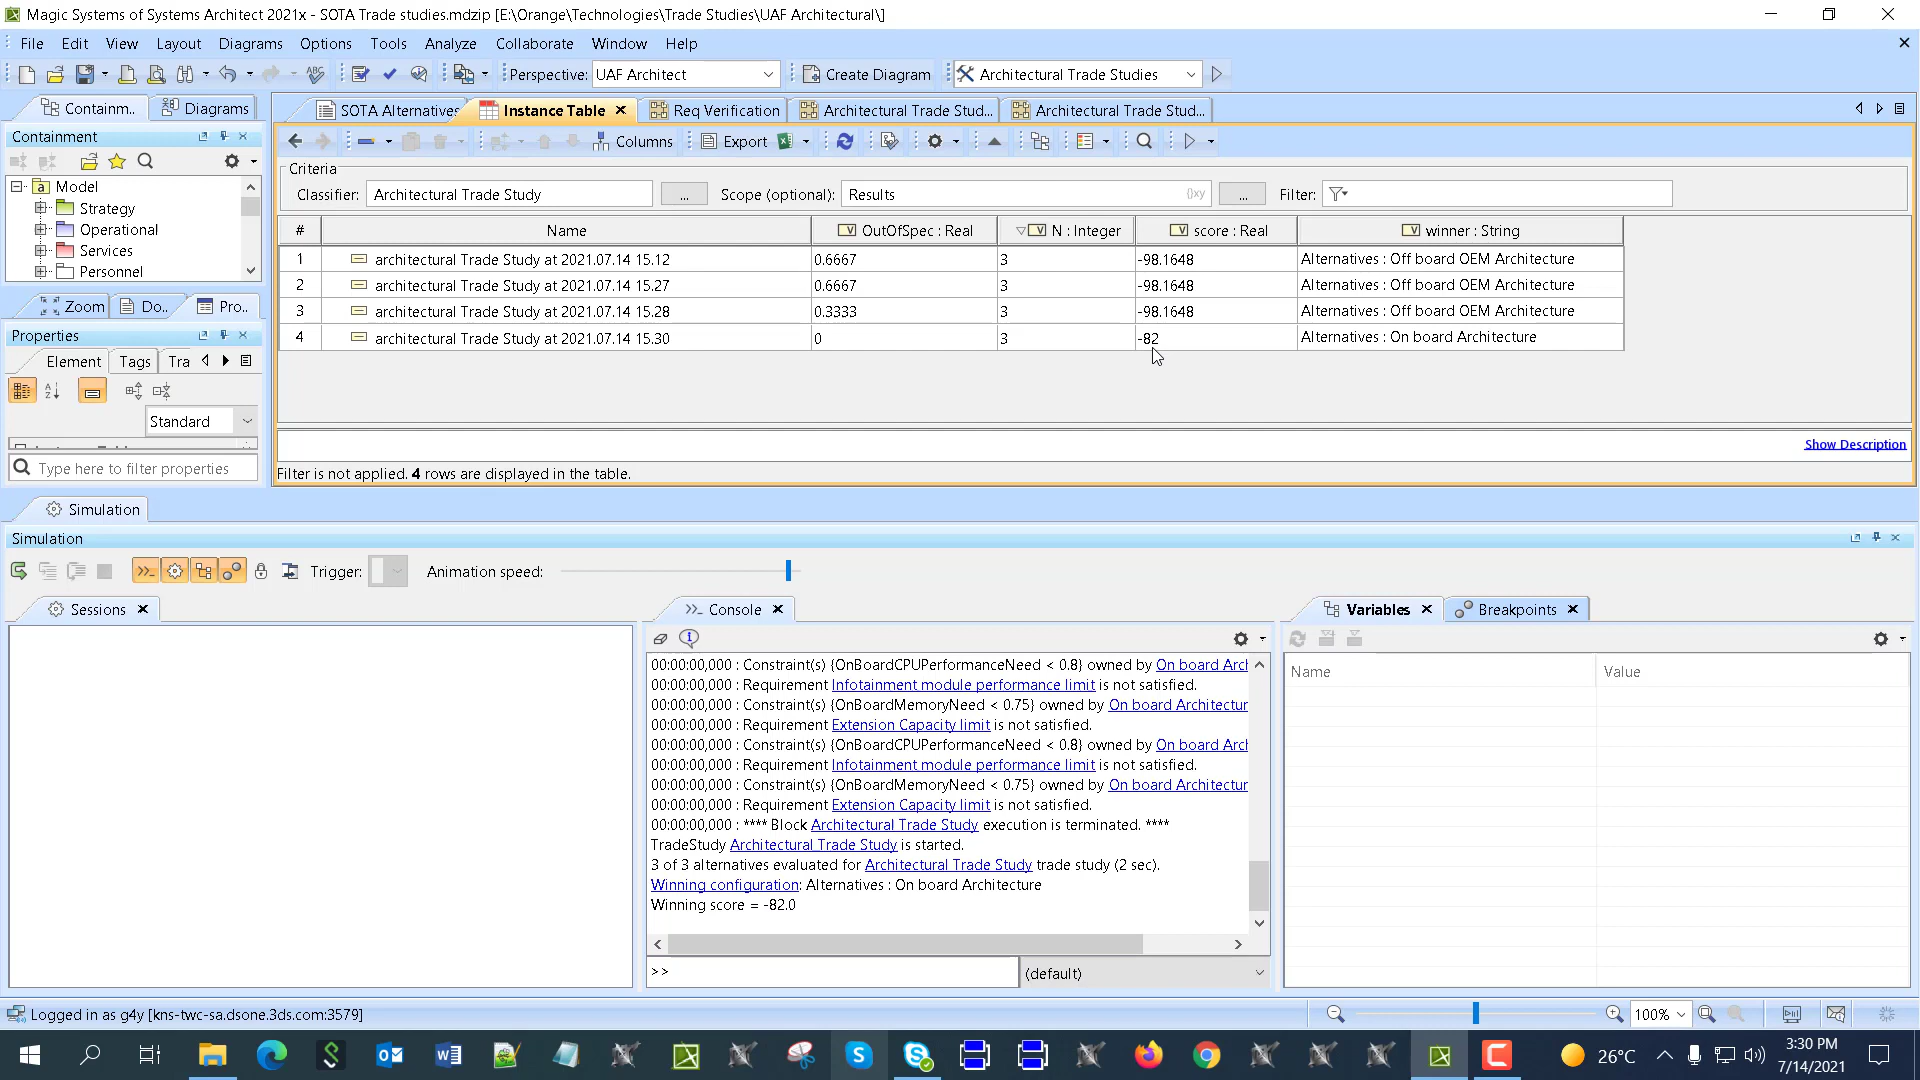 Magic Systems of Systems Architect 2021x - SOTA Trade studies.mdzip [E:\Orange\Technologies\Trade Studies\UAF Architectural\]
File Edit View Layout Diagrams Options Tools Analyze Collaborate Window Help
Perspective: UAF Architect Create Diagram Architectural Trade Studies
Containm.. Diagrams
SOTA Alternatives Instance Table Req Verification Architectural Trade Stud... Architectural Trade Stud...
Containment
Columns Export
Criteria
Classifier: Architectural Trade Study ... Scope (optional): Results {}xy ... Filter:
Model
Strategy
Operational
Services
Personnel
# Name OutOfSpec : Real N : Integer score : Real winner : String
1 architectural Trade Study at 2021.07.14 15.12 0.6667 3 -98.1648 Alternatives : Off board OEM Architecture
2 architectural Trade Study at 2021.07.14 15.27 0.6667 3 -98.1648 Alternatives : Off board OEM Architecture
3 architectural Trade Study at 2021.07.14 15.28 0.3333 3 -98.1648 Alternatives : Off board OEM Architecture
4 architectural Trade Study at 2021.07.14 15.30 0 3 -82 Alternatives : On board Architecture
Zoom Do.. Pro..
Properties
Element Tags Tra
Standard
Type here to filter properties
Show Description
Filter is not applied. 4 rows are displayed in the table.
Simulation
Simulation
Trigger: Animation speed:
Sessions Console Variables Breakpoints
Name Value
00:00:00,000 : Constraint(s) {OnBoardCPUPerformanceNeed < 0.8} owned by On board Arch
00:00:00,000 : Requirement Infotainment module performance limit is not satisfied.
00:00:00,000 : Constraint(s) {OnBoardMemoryNeed < 0.75} owned by On board Architectur
00:00:00,000 : Requirement Extension Capacity limit is not satisfied.
00:00:00,000 : Constraint(s) {OnBoardCPUPerformanceNeed < 0.8} owned by On board Arch
00:00:00,000 : Requirement Infotainment module performance limit is not satisfied.
00:00:00,000 : Constraint(s) {OnBoardMemoryNeed < 0.75} owned by On board Architectur
00:00:00,000 : Requirement Extension Capacity limit is not satisfied.
00:00:00,000 : **** Block Architectural Trade Study execution is terminated. ****
TradeStudy Architectural Trade Study is started.
3 of 3 alternatives evaluated for Architectural Trade Study trade study (2 sec).
Winning configuration: Alternatives : On board Architecture
Winning score = -82.0
>> (default)
Logged in as g4y [kns-twc-sa.dsone.3ds.com:3579] 100%
26°C 3:30 PM
7/14/2021